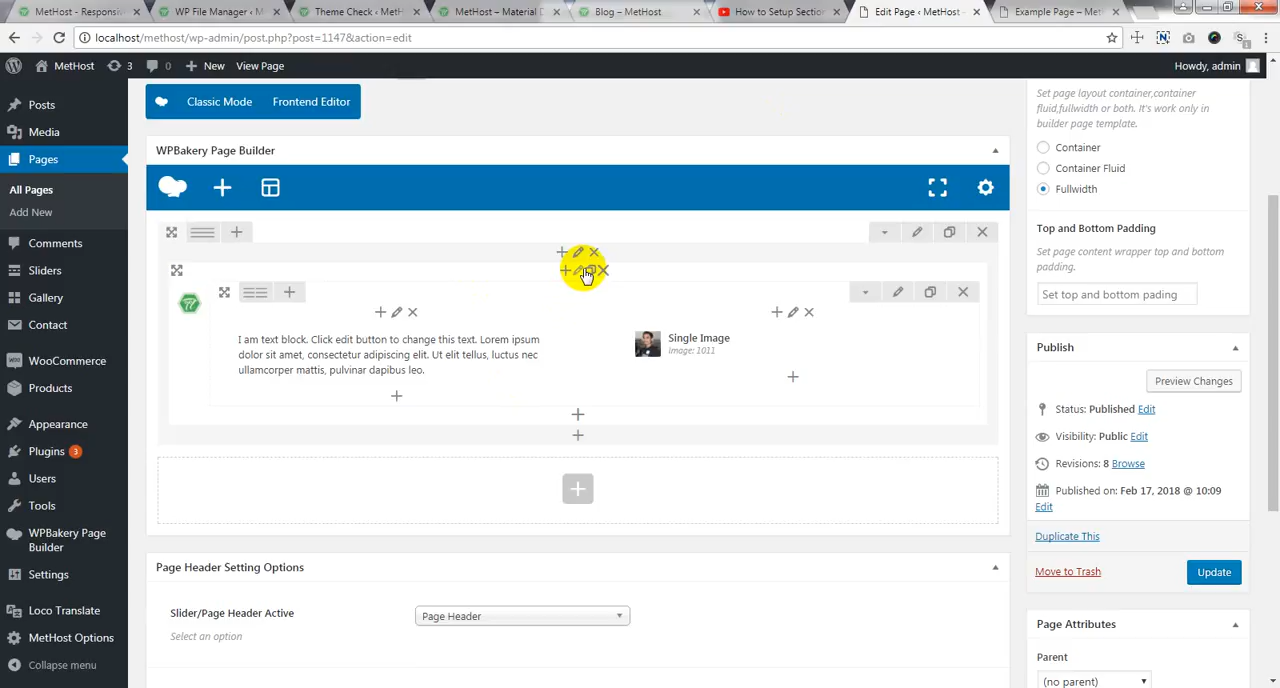 MetHost - Responsiv
WP File Manager ‹ M
Theme Check ‹ MetH
MetHost – Material D
Blog – MetHost
How to Setup Section
Edit Page ‹ MetHost -
Example Page – Met
localhost/methost/wp-admin/post.php?post=1147&action=edit
MetHost
3
New
View Page
Howdy, admin
Posts
Media
Pages
All Pages
Add New
Comments
Sliders
Gallery
Contact
WooCommerce
Products
Appearance
Plugins 3
Users
Tools
WPBakery Page
Builder
Settings
Loco Translate
MetHost Options
Collapse menu
Classic Mode
Frontend Editor
WPBakery Page Builder
I am text block. Click edit button to change this text. Lorem ipsum
dolor sit amet, consectetur adipiscing elit. Ut elit tellus, luctus nec
ullamcorper mattis, pulvinar dapibus leo.
Single Image
Image: 1011
Page Header Setting Options
Slider/Page Header Active
Page Header
Select an option
Set page layout container,container
fluid,fullwidth or both. It's work only in
builder page template.
Container
Container Fluid
Fullwidth
Top and Bottom Padding
Set page content wrapper top and bottom
padding.
Set top and bottom pading
Publish
Preview Changes
Status: Published Edit
Visibility: Public Edit
Revisions: 8 Browse
Published on: Feb 17, 2018 @ 10:09
Edit
Duplicate This
Move to Trash
Update
Page Attributes
Parent
(no parent)